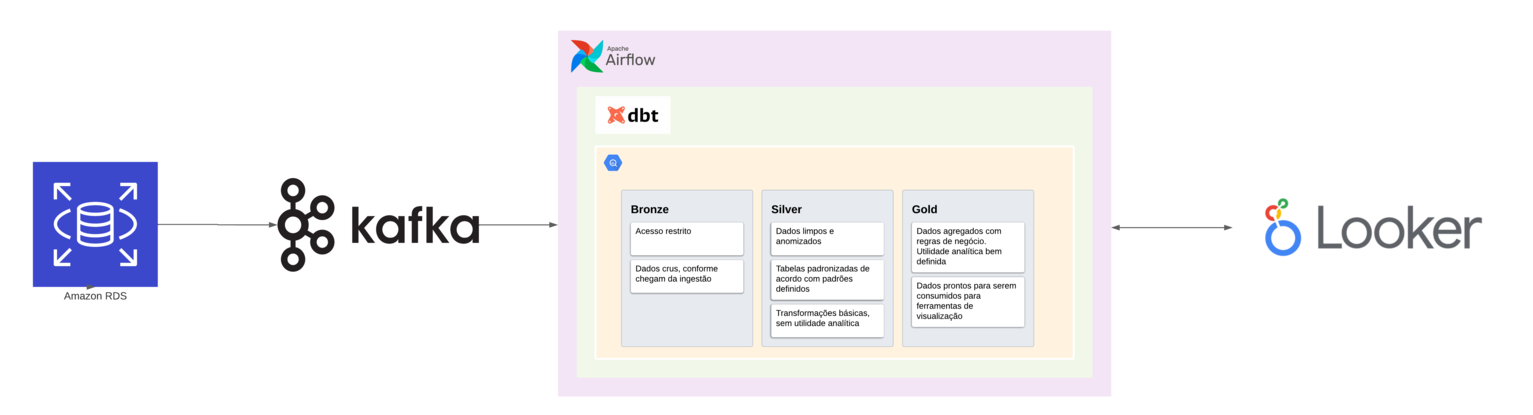 Apache
Airflow
dbt
Amazon RDS
kafka
Bronze
Acesso restrito
Dados crus, conforme
chegam da ingestão
Silver
Dados limpos e
anomizados
Tabelas padronizadas de
acordo com padrões
definidos
Transformações básicas,
sem utilidade analítica
Gold
Dados agregados com
regras de negócio.
Utilidade analítica bem
definida
Dados prontos para serem
consumidos para
ferramentas de
visualização
Looker